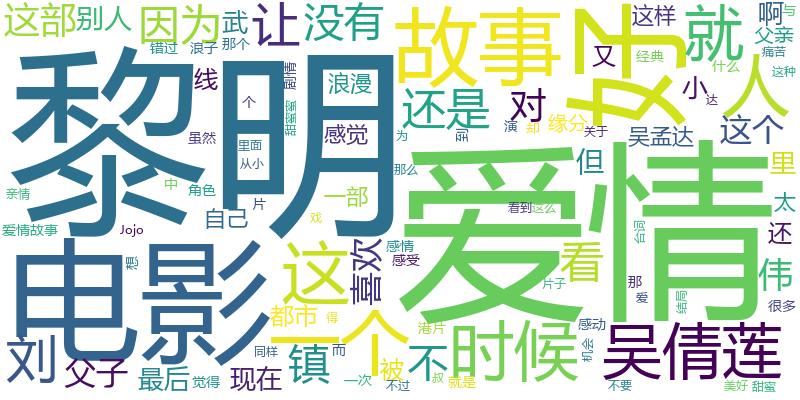 这部 别人 因为 武 让 没有 故事 好 就 这样 啊 与
错过 浪子 那个 又 经典 父亲 痛苦
黎明 线 剧情 浪漫 还是 对 什么 这种
个 甜蜜蜜 感觉 为 到 演 却 缘分 关于 小 达 人
虽然 里面 从小 吴孟达 这个
中 角色 那么 爱情 但 里
亲情 片 一部 看到 这么 太
爱情故事 Jojo 自己 戏 台词 还
电影 想 这 喜欢 感情 感受 看 那 伟
都市 一个 港片 片子 爱 结局 很多
刘 父子 最后 觉得 现在 同样 镇 而 得 被 不 时候 感动 机会 吴倩莲
一次 不过 叔 就是 不要 美好 甜蜜